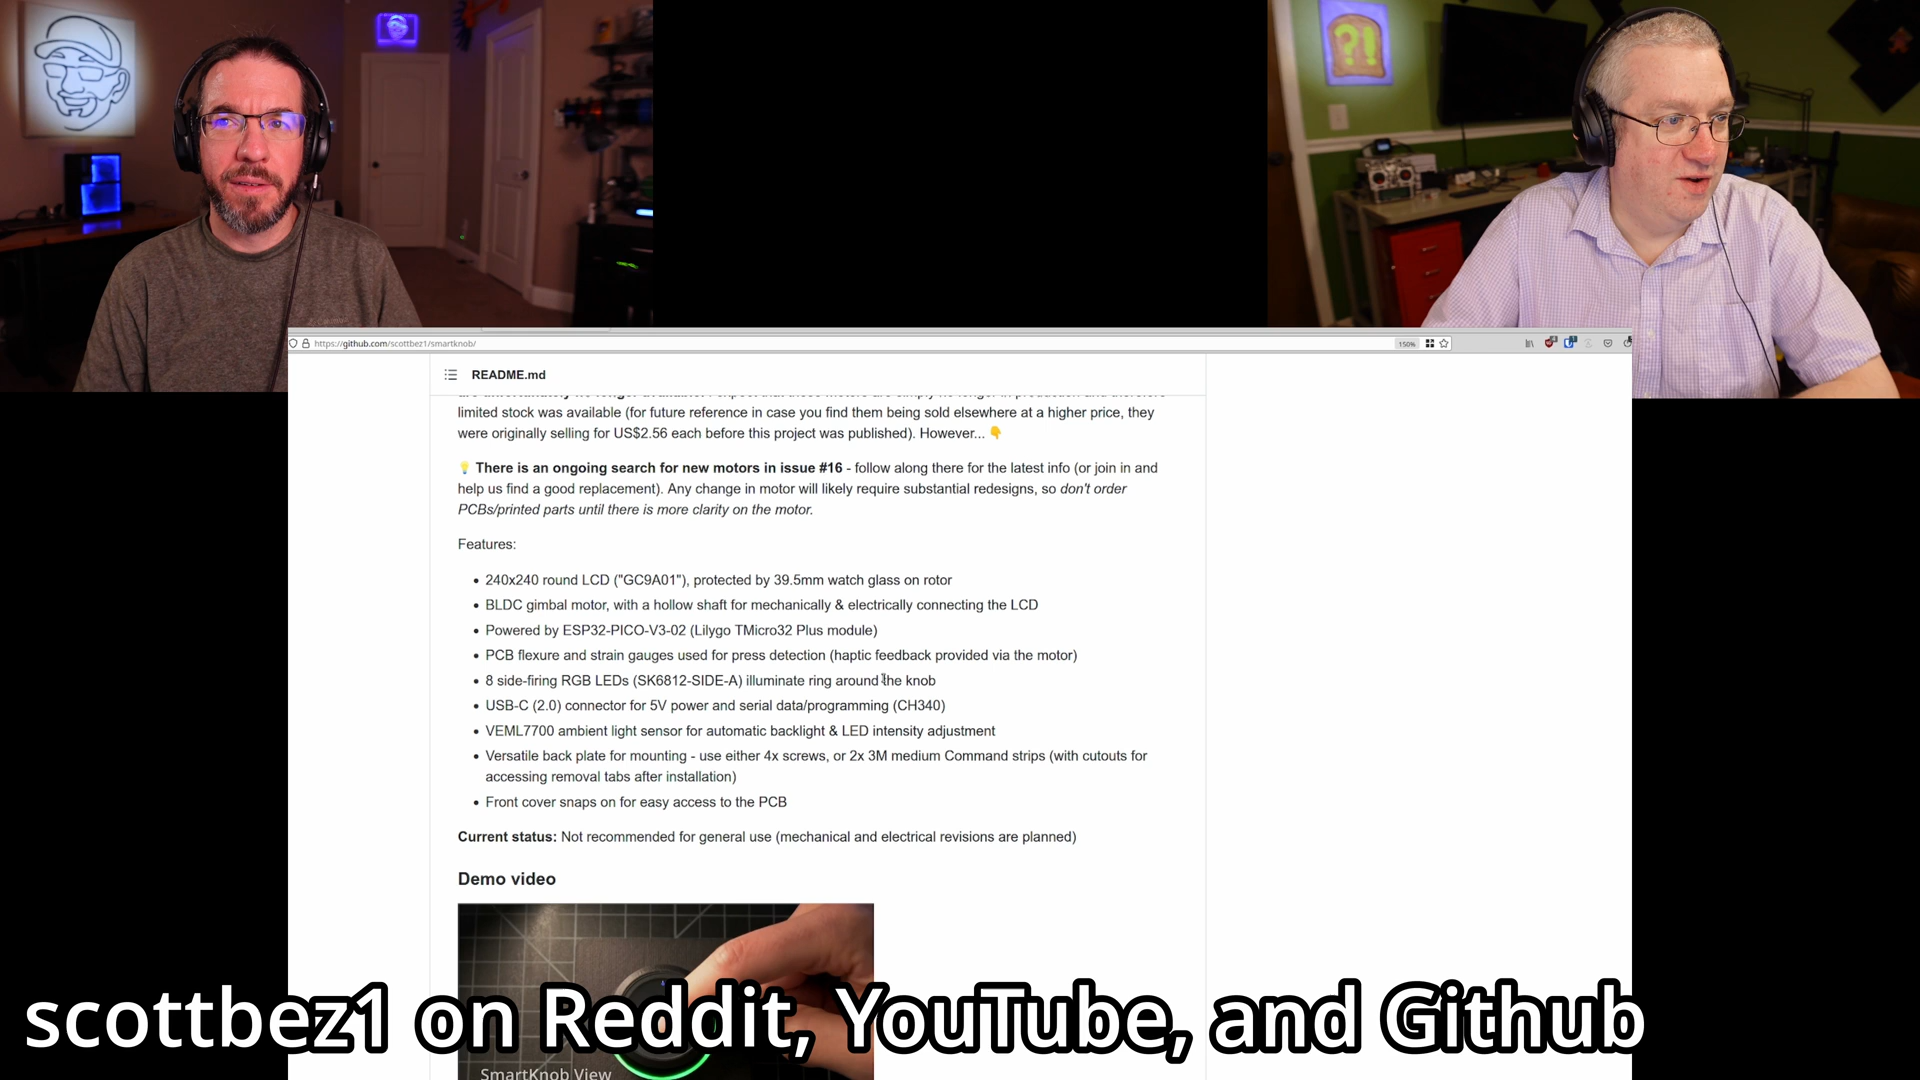 ?!
https://github.com/scottbez1/smartknob/
150%
README.md
limited stock was available (for future reference in case you find them being sold elsewhere at a higher price, they
were originally selling for US$2.56 each before this project was published). However... 👇
💡 There is an ongoing search for new motors in issue #16 - follow along there for the latest info (or join in and
help us find a good replacement). Any change in motor will likely require substantial redesigns, so don't order
PCBs/printed parts until there is more clarity on the motor.
Features:
• 240x240 round LCD ("GC9A01"), protected by 39.5mm watch glass on rotor
• BLDC gimbal motor, with a hollow shaft for mechanically & electrically connecting the LCD
• Powered by ESP32-PICO-V3-02 (Lilygo TMicro32 Plus module)
• PCB flexure and strain gauges used for press detection (haptic feedback provided via the motor)
• 8 side-firing RGB LEDs (SK6812-SIDE-A) illuminate ring around the knob
• USB-C (2.0) connector for 5V power and serial data/programming (CH340)
• VEML7700 ambient light sensor for automatic backlight & LED intensity adjustment
• Versatile back plate for mounting - use either 4x screws, or 2x 3M medium Command strips (with cutouts for
accessing removal tabs after installation)
• Front cover snaps on for easy access to the PCB
Current status: Not recommended for general use (mechanical and electrical revisions are planned)
Demo video
scottbez1 on Reddit, YouTube, and Github
SmartKnob View